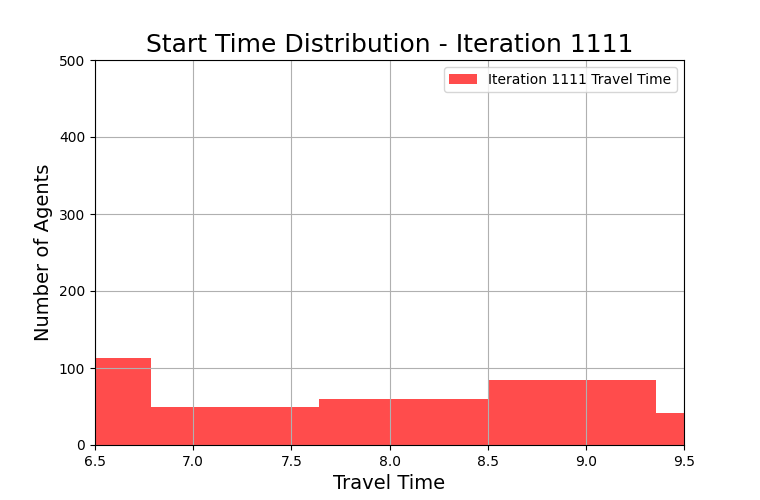 Start Time Distribution - Iteration 1111
Iteration 1111 Travel Time
Number of Agents
500
400
300
200
100
0
6.5 7.0 7.5 8.0 8.5 9.0 9.5
Travel Time